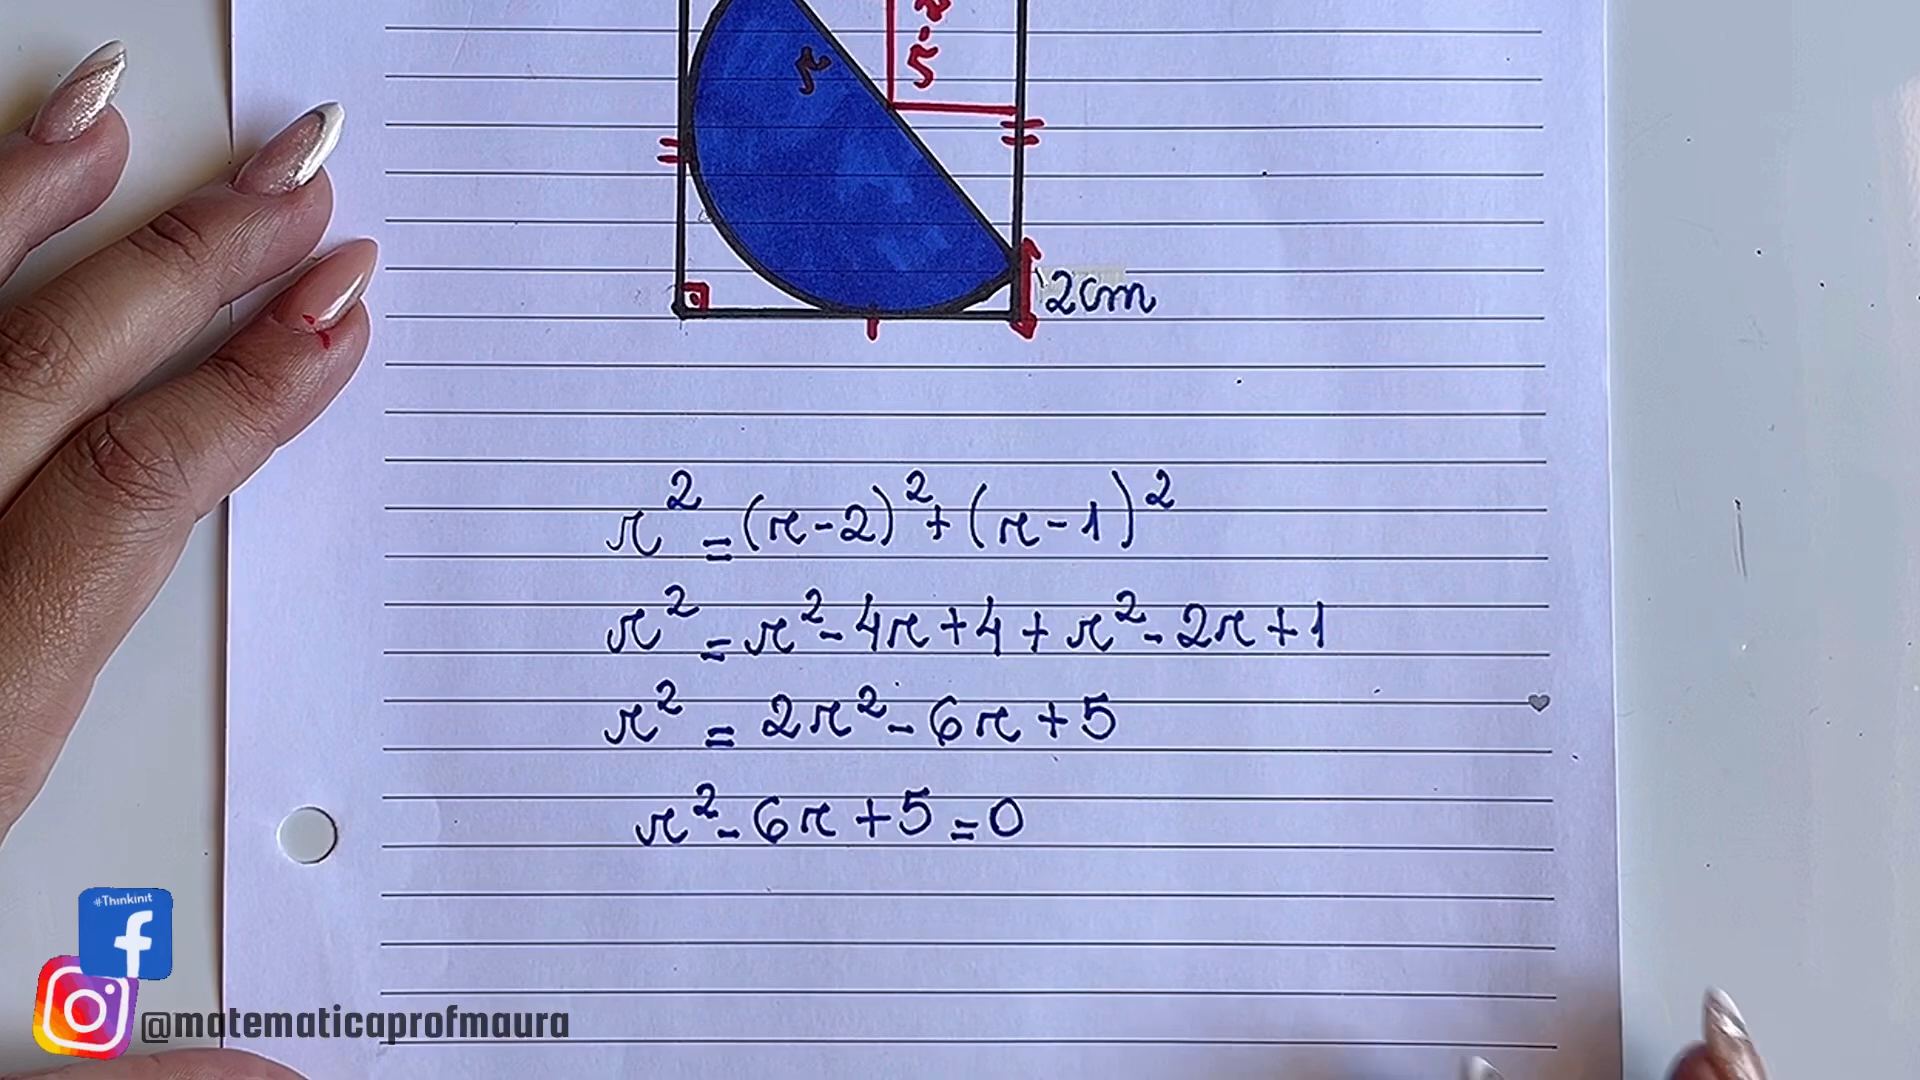 r
5-r
2cm
r² = (r-2)² + (r-1)²
r² = r² - 4r + 4 + r² - 2r + 1
r² = 2r² - 6r + 5
r² - 6r + 5 = 0
#Thinkinit
f
@matematicaprofmaura